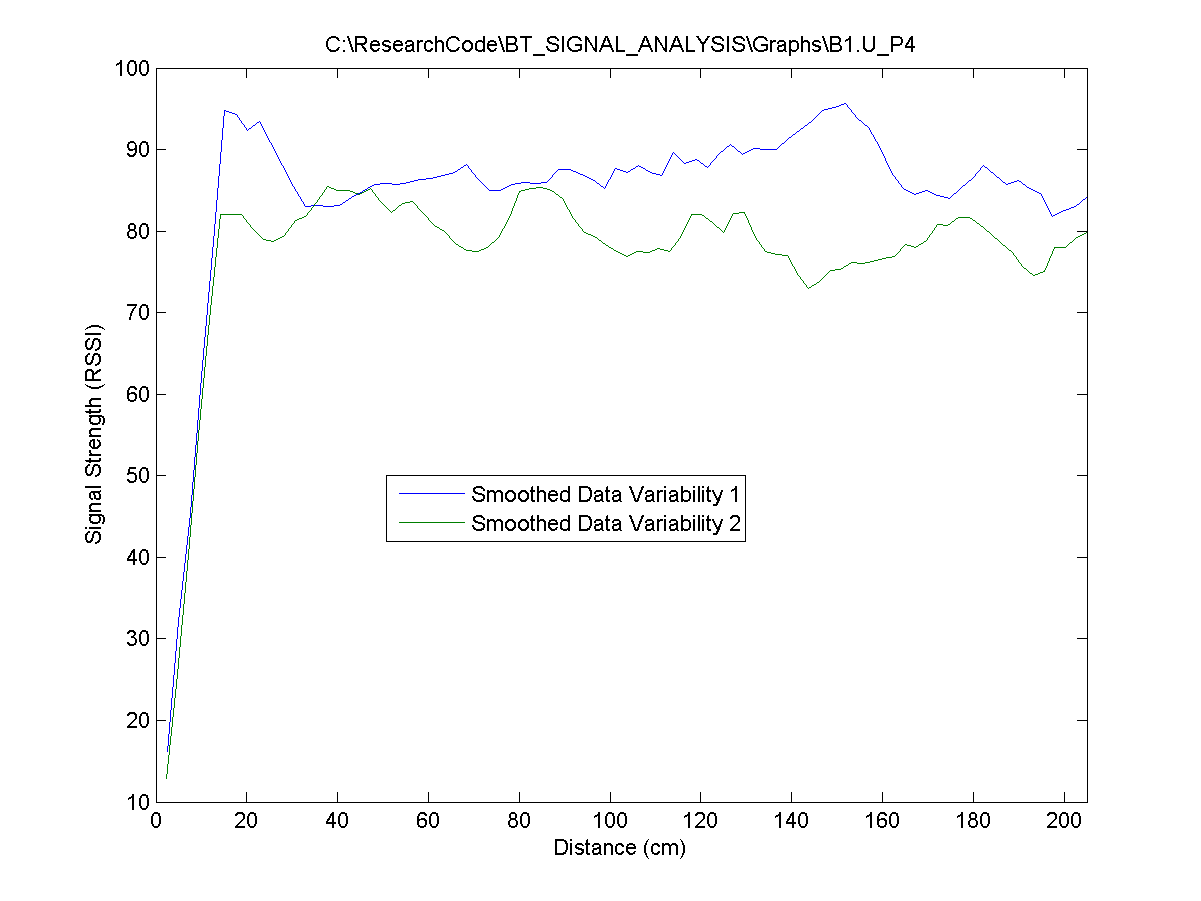 C:\ResearchCode\BT_SIGNAL_ANALYSIS\Graphs\B1.U_P4
100
90
80
70
60
50
40
30
20
10
Signal Strength (RSSI)
Smoothed Data Variability 1
Smoothed Data Variability 2
0 20 40 60 80 100 120 140 160 180 200
Distance (cm)